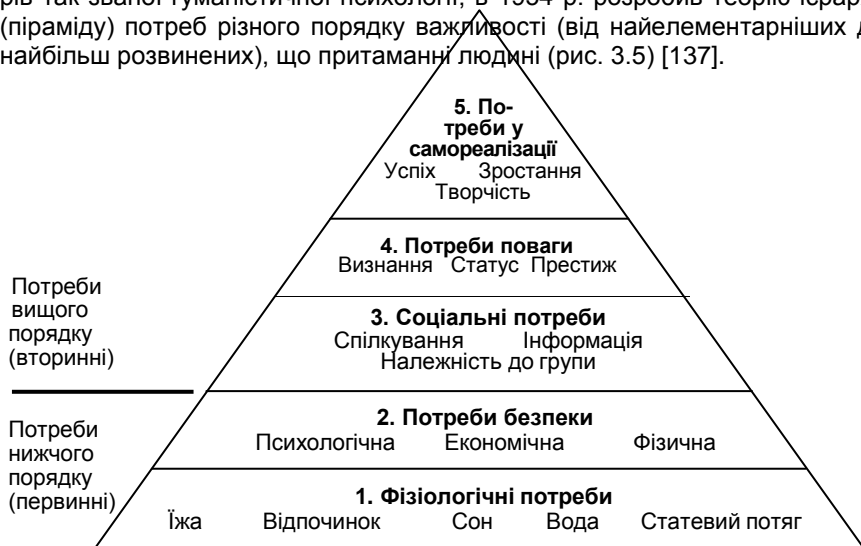 рів так званої гуманістичної психології, в 1954 р. розробив теорію ієрар
(піраміду) потреб різного порядку важливості (від найелементарніших д
найбільш розвинених), що притаманні людині (рис. 3.5) [137].
5. По-
треби у
самореалізації
Успіх Зростання
Творчість
4. Потреби поваги
Визнання Статус Престиж
Потреби
вищого
порядку
(вторинні)
3. Соціальні потреби
Спілкування Інформація
Належність до групи
Потреби
нижчого
порядку
(первинні)
2. Потреби безпеки
Психологічна Економічна Фізична
1. Фізіологічні потреби
Їжа Відпочинок Сон Вода Статевий потяг